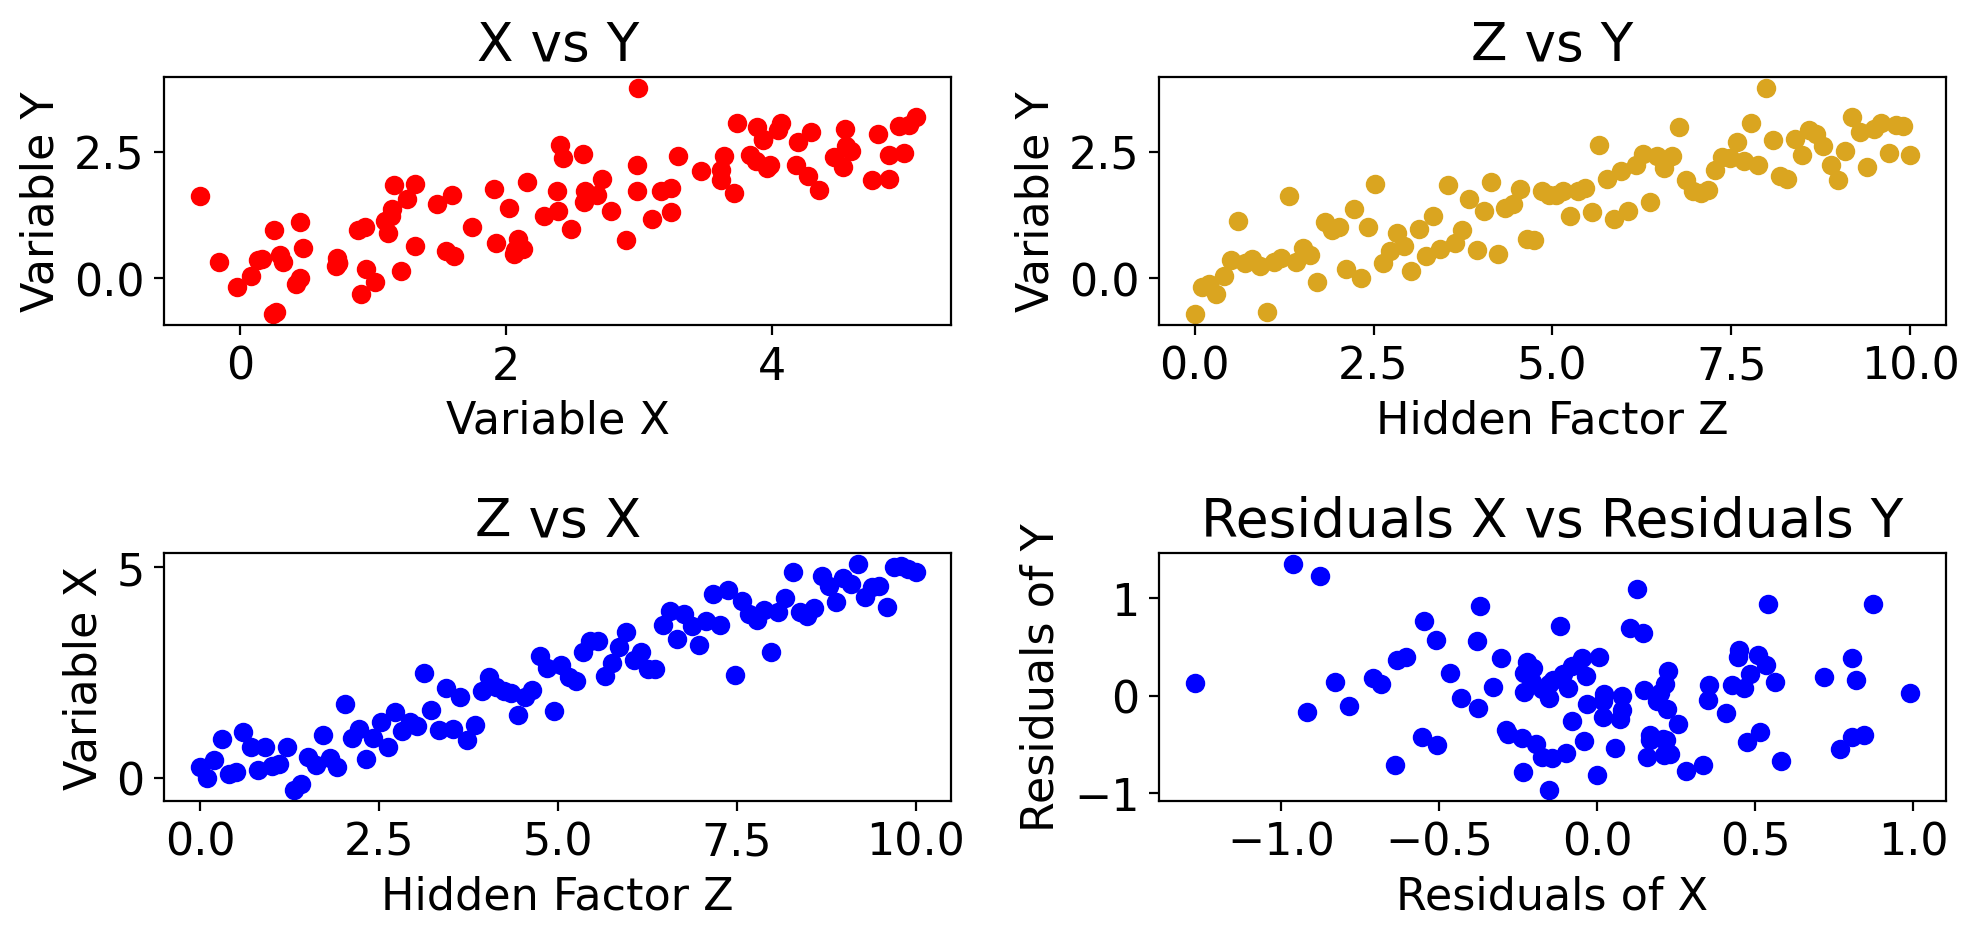 X vs Y
Variable Y
2.5
0.0
0
2
4
Variable X
Z vs Y
Variable Y
2.5
0.0
0.0
2.5
5.0
7.5
10.0
Hidden Factor Z
Z vs X
Variable X
5
0
0.0
2.5
5.0
7.5
10.0
Hidden Factor Z
Residuals X vs Residuals Y
Residuals of Y
1
0
−1
−1.0
−0.5
0.0
0.5
1.0
Residuals of X